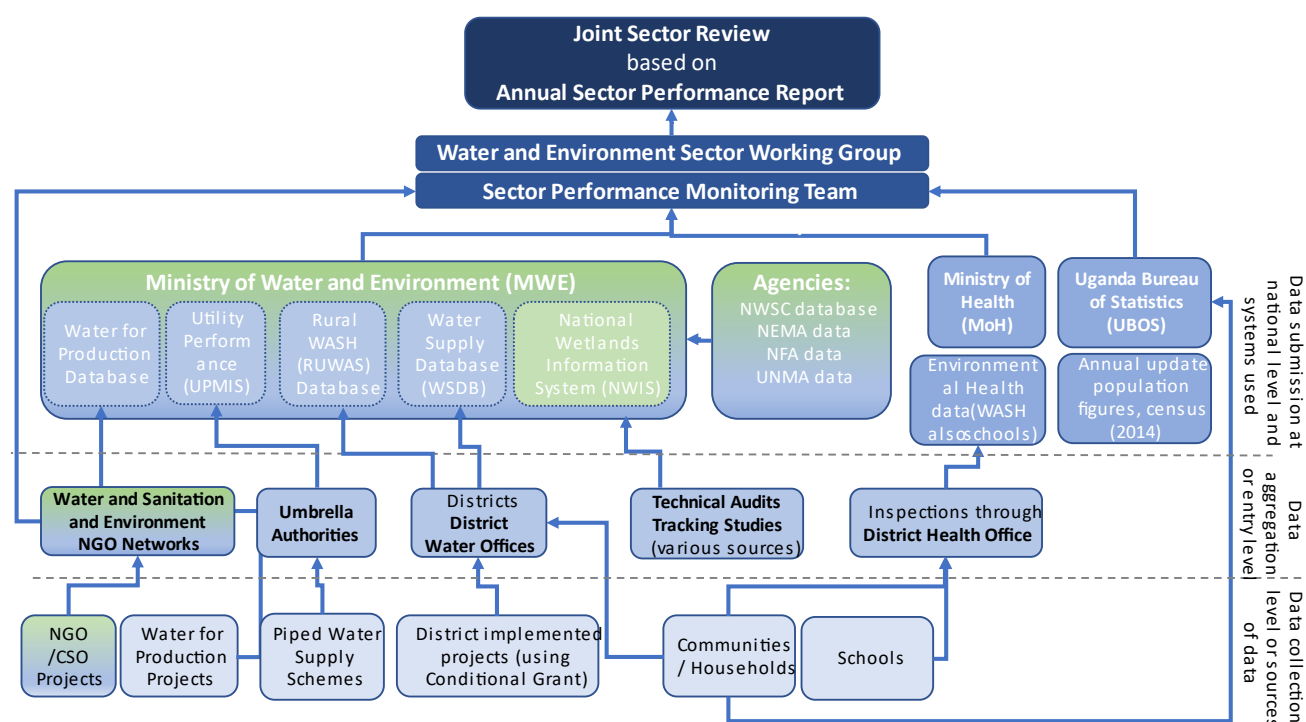 Joint Sector Review
based on
Annual Sector Performance Report
Water and Environment Sector Working Group
Sector Performance Monitoring Team
Ministry of Water and Environment (MWE)
Water for
Production
Database
Utility
Perform
ance
(UPMIS)
Rural
WASH
(RUWAS)
Database
Water
Supply
Database
(WSDB)
National
Wetlands
Information
System (NWIS)
Agencies:
NWSC database
NEMA data
NFA data
UNMA data
Ministry of
Health
(MoH)
Environment
al Health
data(WASH
alsoschools)
Uganda Bureau
of Statistics
(UBOS)
Annual update
population
figures, census
(2014)
Data submission at
national level and
systems used
Water and Sanitation
and Environment
NGO Networks
Umbrella
Authorities
Districts
District
Water Offices
Technical Audits
Tracking Studies
(various sources)
Inspections through
District Health Office
Data
aggregation
or entry level
NGO
/CSO
Projects
Water for
Production
Projects
Piped Water
Supply
Schemes
District implemented
projects (using
Conditional Grant)
Communities
/ Households
Schools
Data collection
level or sources
of data